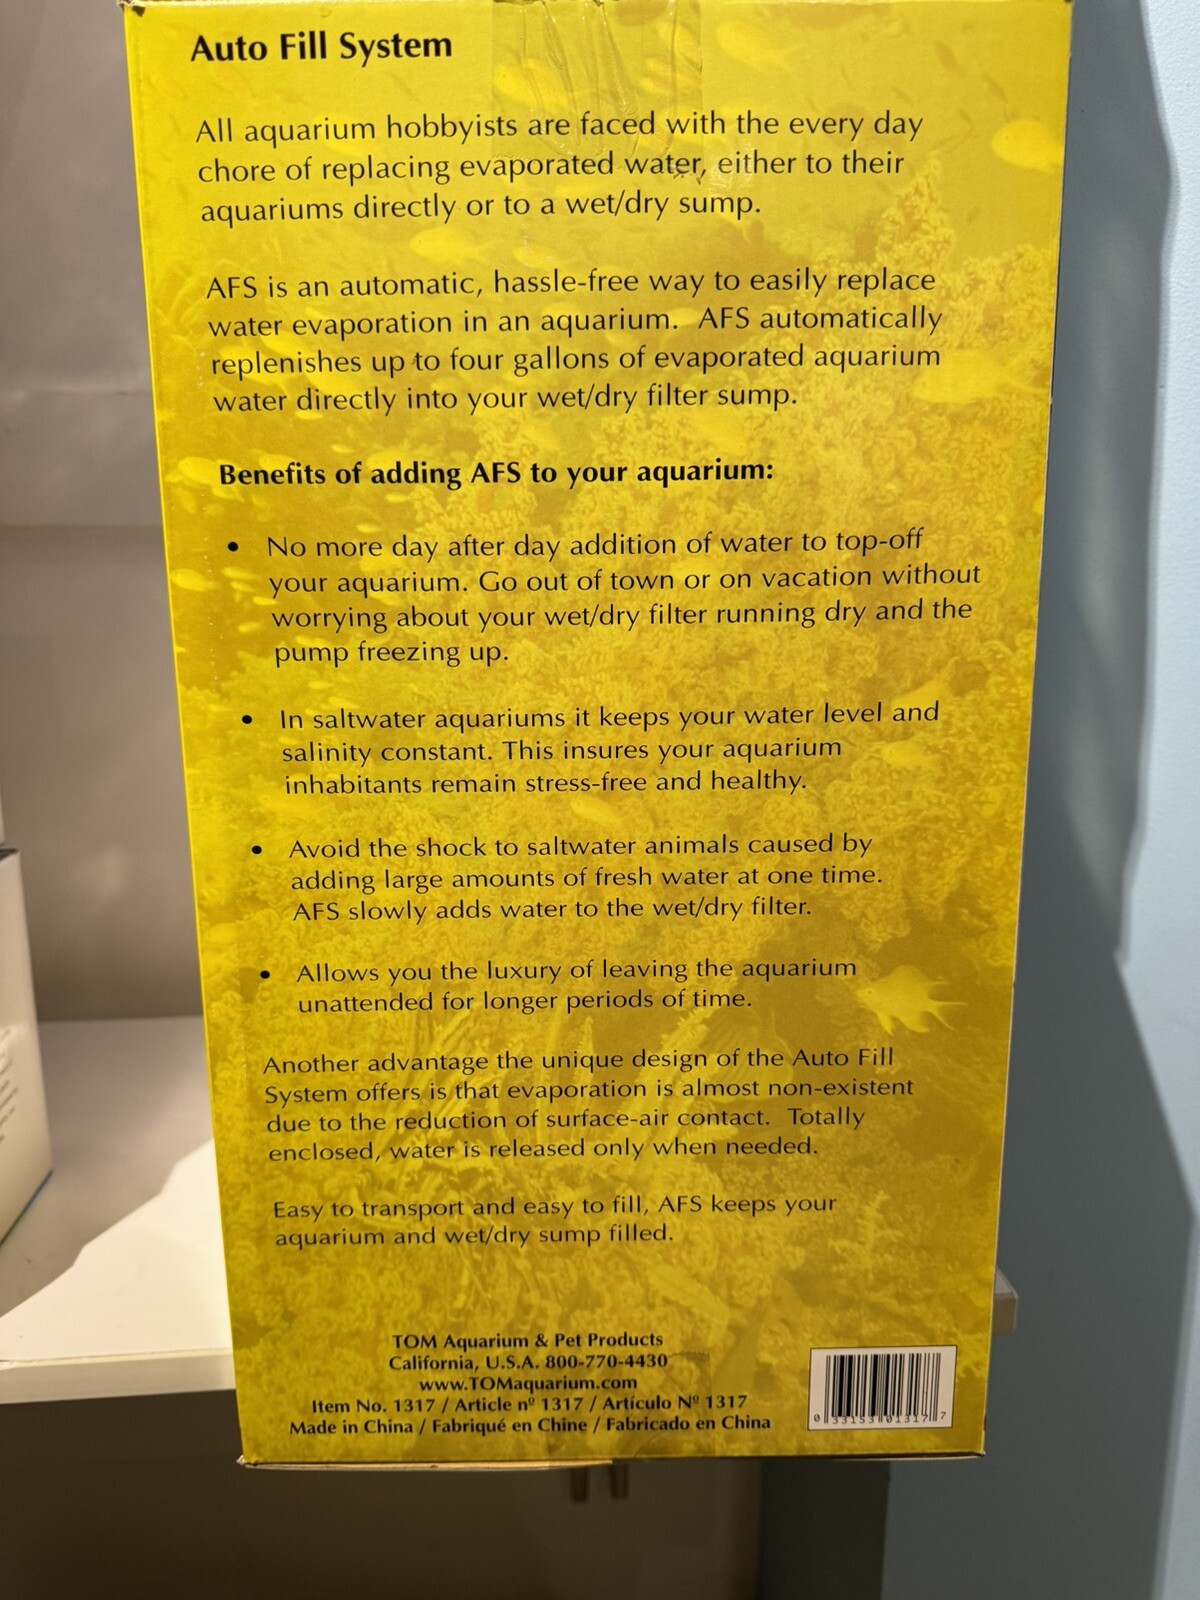 Auto Fill System
All aquarium hobbyists are faced with the every day
chore of replacing evaporated water, either to their
aquariums directly or to a wet/dry sump.
AFS is an automatic, hassle-free way to easily replace
water evaporation in an aquarium. AFS automatically
replenishes up to four gallons of evaporated aquarium
water directly into your wet/dry filter sump.
Benefits of adding AFS to your aquarium:
• No more day after day addition of water to top-off
your aquarium. Go out of town or on vacation without
worrying about your wet/dry filter running dry and the
pump freezing up.
• In saltwater aquariums it keeps your water level and
salinity constant. This insures your aquarium
inhabitants remain stress-free and healthy.
• Avoid the shock to saltwater animals caused by
adding large amounts of fresh water at one time.
AFS slowly adds water to the wet/dry filter.
• Allows you the luxury of leaving the aquarium
unattended for longer periods of time.
Another advantage the unique design of the Auto Fill
System offers is that evaporation is almost non-existent
due to the reduction of surface-air contact. Totally
enclosed, water is released only when needed.
Easy to transport and easy to fill, AFS keeps your
aquarium and wet/dry sump filled.
TOM Aquarium & Pet Products
California, U.S.A. 800-770-4430
www.TOMaquarium.com
Item No. 1317 / Article nº 1317 / Artículo Nº 1317
Made in China / Fabriqué en Chine / Fabricado en China
0 33153 01317 7